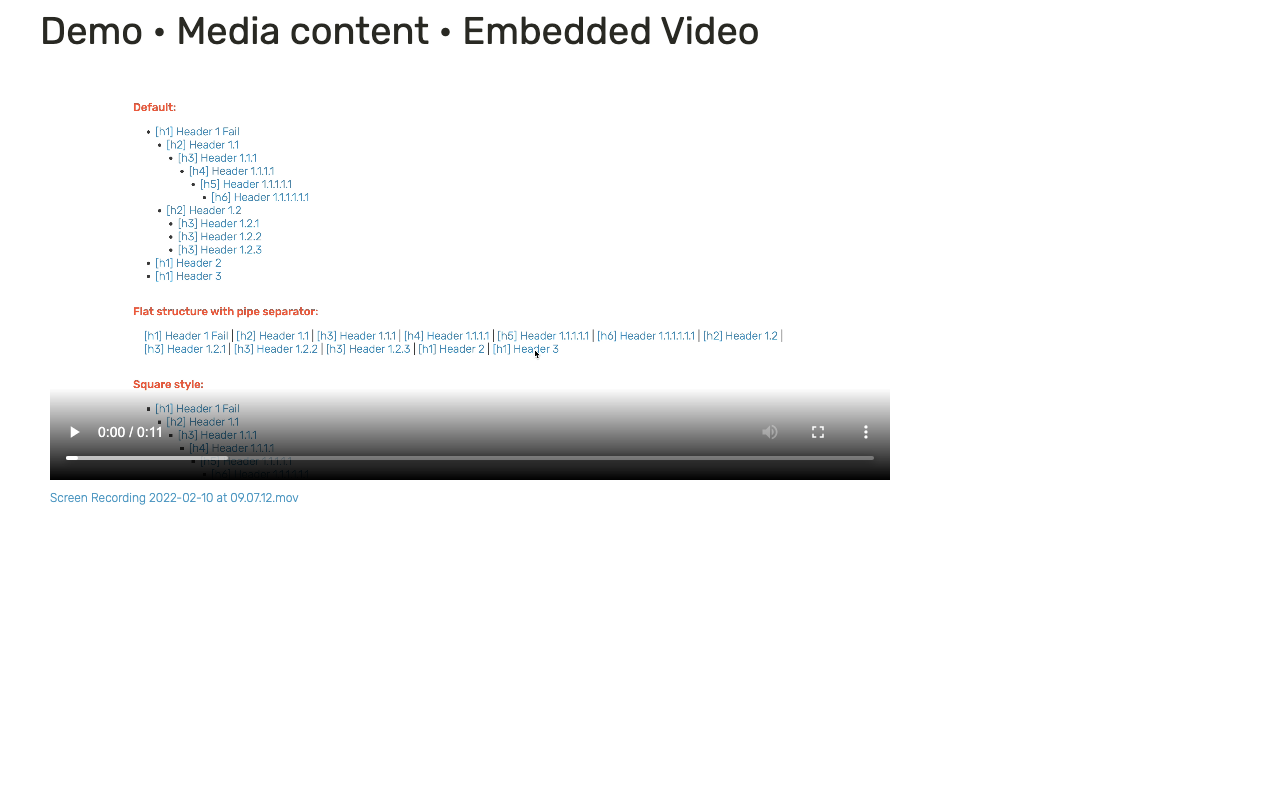 Demo • Media content • Embedded Video
Default:
• [h1] Header 1 Fail
• [h2] Header 1.1
• [h3] Header 1.1.1
• [h4] Header 1.1.1.1
• [h5] Header 1.1.1.1.1
• [h6] Header 1.1.1.1.1.1
• [h2] Header 1.2
• [h3] Header 1.2.1
• [h3] Header 1.2.2
• [h3] Header 1.2.3
• [h1] Header 2
• [h1] Header 3
Flat structure with pipe separator:
[h1] Header 1 Fail | [h2] Header 1.1 | [h3] Header 1.1.1 | [h4] Header 1.1.1.1 | [h5] Header 1.1.1.1.1 | [h6] Header 1.1.1.1.1.1 | [h2] Header 1.2 |
[h3] Header 1.2.1 | [h3] Header 1.2.2 | [h3] Header 1.2.3 | [h1] Header 2 | [h1] Header 3
Square style:
▪ [h1] Header 1 Fail
▪ [h2] Header 1.1
▪ [h3] Header 1.1.1
0:00 / 0:11
▪ [h4] Header 1.1.1.1
▪ [h5] Header 1.1.1.1.1
Screen Recording 2022-02-10 at 09.07.12.mov